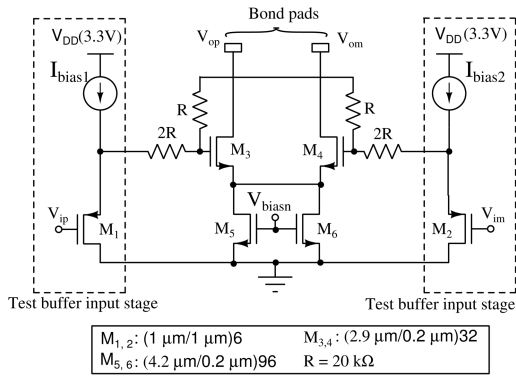 Bond pads
V_DD(3.3V) V_op V_om V_DD(3.3V)
I_bias1 I_bias2
R R
2R M_3 M_4 2R
V_ip M_1 M_5 V_biasn M_6 M_2 V_im
Test buffer input stage Test buffer input stage
M_1, 2: (1 µm/1 µm)6 M_3,4: (2.9 µm/0.2 µm)32
M_5, 6: (4.2 µm/0.2 µm)96 R = 20 kΩ